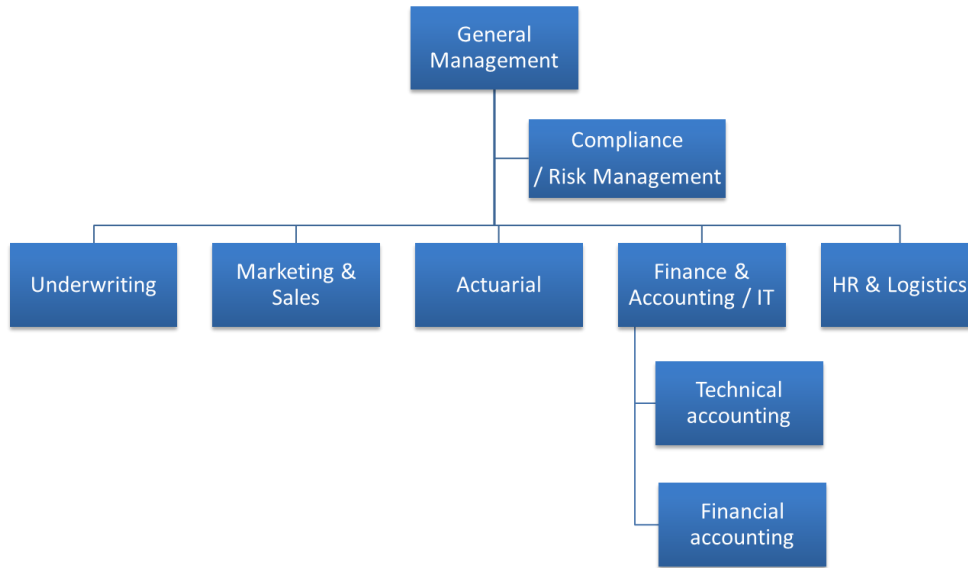 General
Management
Compliance
/ Risk Management
Underwriting
Marketing &
Sales
Actuarial
Finance &
Accounting / IT
HR & Logistics
Technical
accounting
Financial
accounting